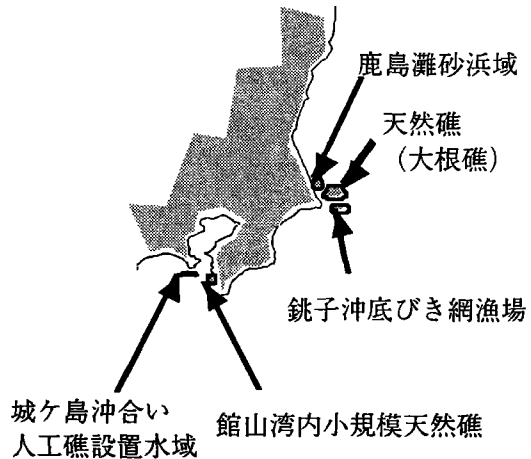 鹿島灘砂浜域
天然礁
（大根礁）
銚子沖底びき網漁場
城ケ島沖合い
人工礁設置水域
館山湾内小規模天然礁